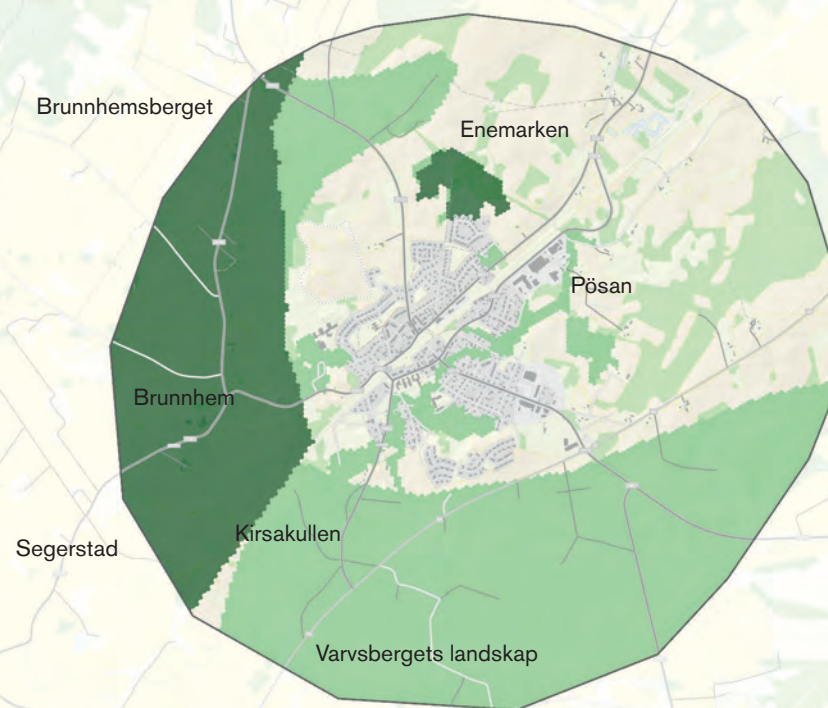 Brunnhemsberget
Enemarken
Pösan
Brunnhem
Kirsakullen
Segerstad
Varvsbergets landskap